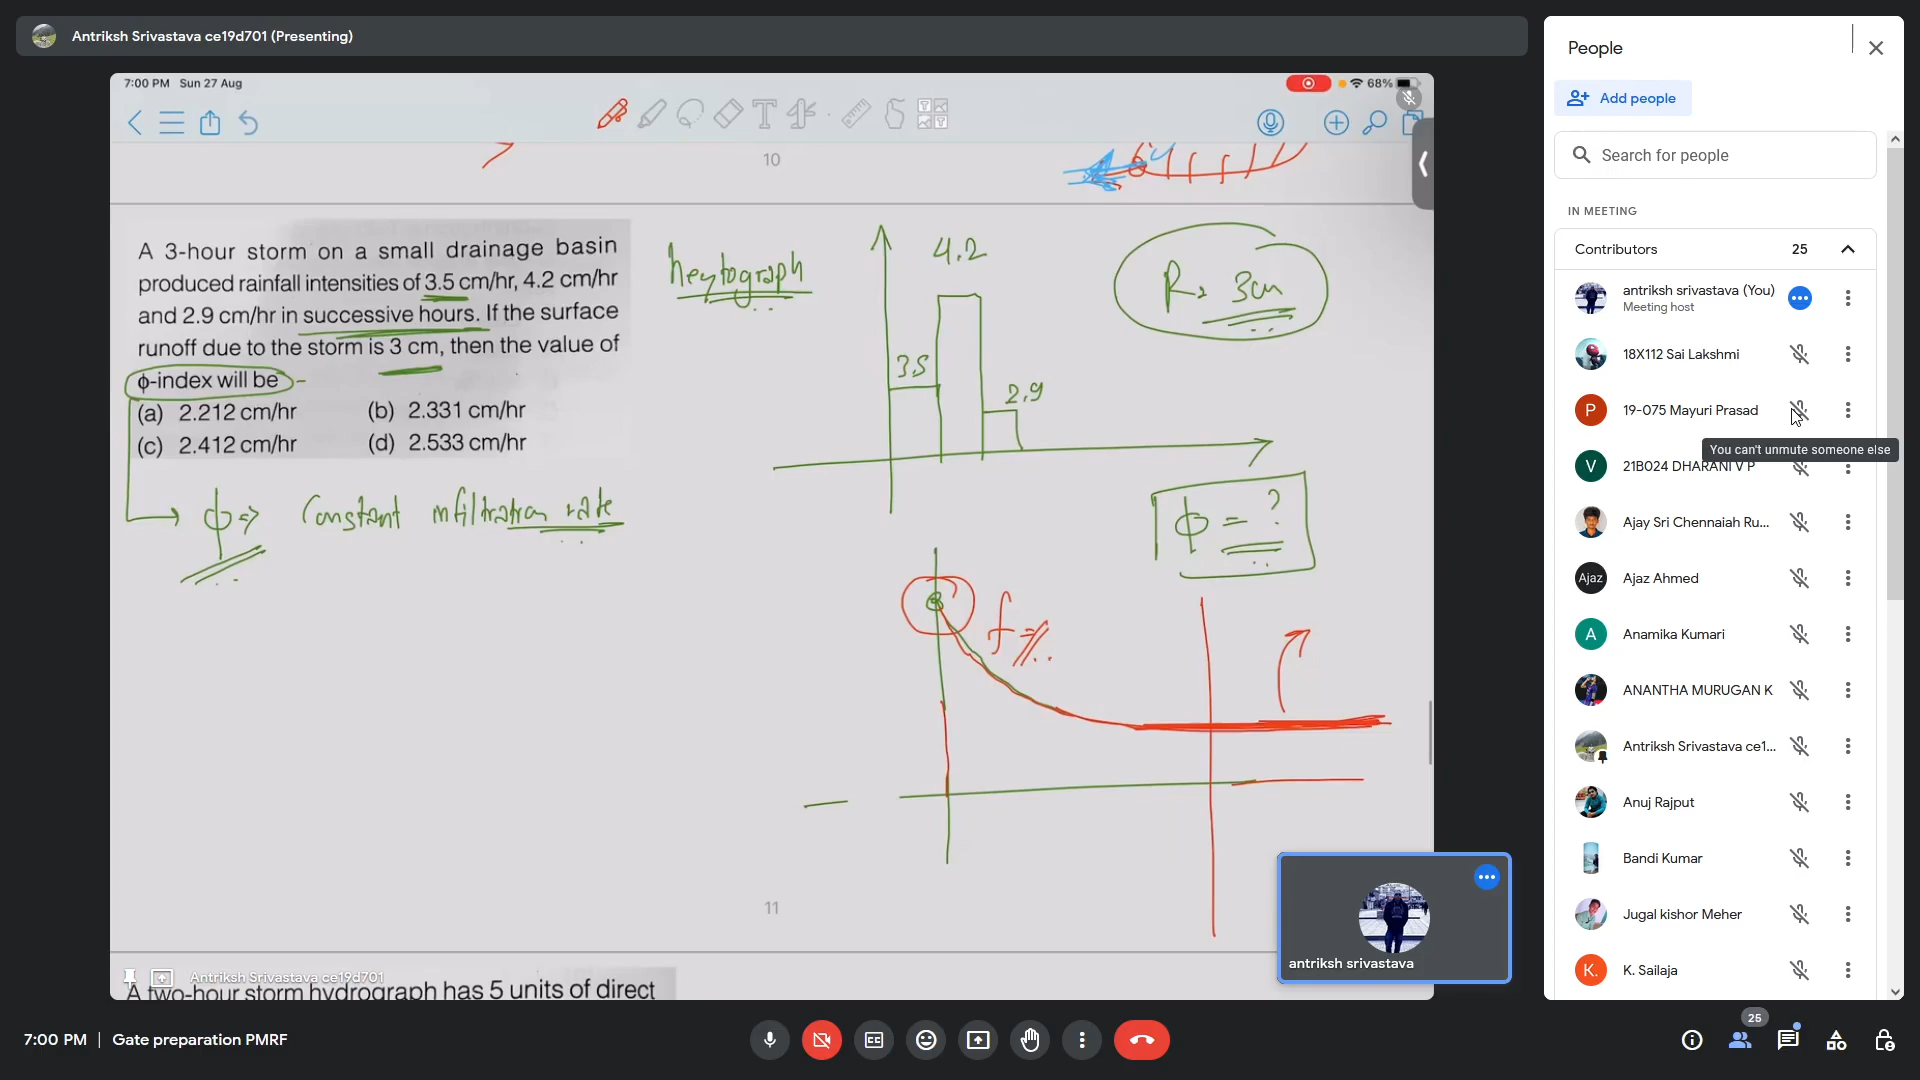 Antriksh Srivastava ce19d701 (Presenting)
7:00 PM Sun 27 Aug
68%
10
A 3-hour storm on a small drainage basin
produced rainfall intensities of 3.5 cm/hr, 4.2 cm/hr
and 2.9 cm/hr in successive hours. If the surface
runoff due to the storm is 3 cm, then the value of
ϕ-index will be
(a) 2.212 cm/hr (b) 2.331 cm/hr
(c) 2.412 cm/hr (d) 2.533 cm/hr
ϕ ⇒ Constant infiltration rate
heytograph
4.2
3.5
2.9
R = 3cm
ϕ = ?
f =
11
Antriksh Srivastava ce19d701
A two-hour storm hydrograph has 5 units of direct
antriksh srivastava
People
Add people
Search for people
IN MEETING
Contributors 25
antriksh srivastava (You)
Meeting host
18X112 Sai Lakshmi
P 19-075 Mayuri Prasad
You can't unmute someone else
V 21B024 DHARANI V P
Ajay Sri Chennaiah Ru...
Ajaz Ajaz Ahmed
A Anamika Kumari
ANANTHA MURUGAN K
Antriksh Srivastava ce1...
Anuj Rajput
Bandi Kumar
Jugal kishor Meher
K. K. Sailaja
7:00 PM | Gate preparation PMRF
25